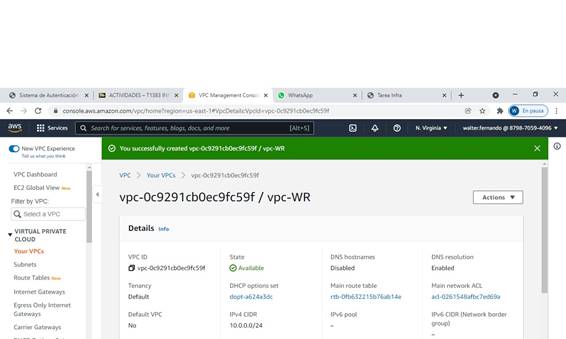 Sistema de Autenticación
ACTIVIDADES – T1383 INF
VPC Management Conso
WhatsApp
Tarea Infra
console.aws.amazon.com/vpc/home?region=us-east-1#VpcDetails:VpcId=vpc-0c9291cb0ec9fc59f
W En pausa
aws
Services
Search for services, features, blogs, docs, and more [Alt+S]
N. Virginia
walter.fernando @ 8798-7059-4096
New VPC Experience
Tell us what you think
You successfully created vpc-0c9291cb0ec9fc59f / vpc-WR
VPC Dashboard
EC2 Global View New
Filter by VPC:
Select a VPC
VIRTUAL PRIVATE
CLOUD
Your VPCs
Subnets
Route Tables New
Internet Gateways
Egress Only Internet
Gateways
Carrier Gateways
VPC > Your VPCs > vpc-0c9291cb0ec9fc59f
vpc-0c9291cb0ec9fc59f / vpc-WR
Actions
Details Info
VPC ID
vpc-0c9291cb0ec9fc59f
State
Available
DNS hostnames
Disabled
DNS resolution
Enabled
Tenancy
Default
DHCP options set
dopt-a624a3dc
Main route table
rtb-0fb632215b76ab14e
Main network ACL
acl-0261548afbc7ed69a
Default VPC
No
IPv4 CIDR
10.0.0.0/24
IPv6 pool
–
IPv6 CIDR (Network border
group)
–